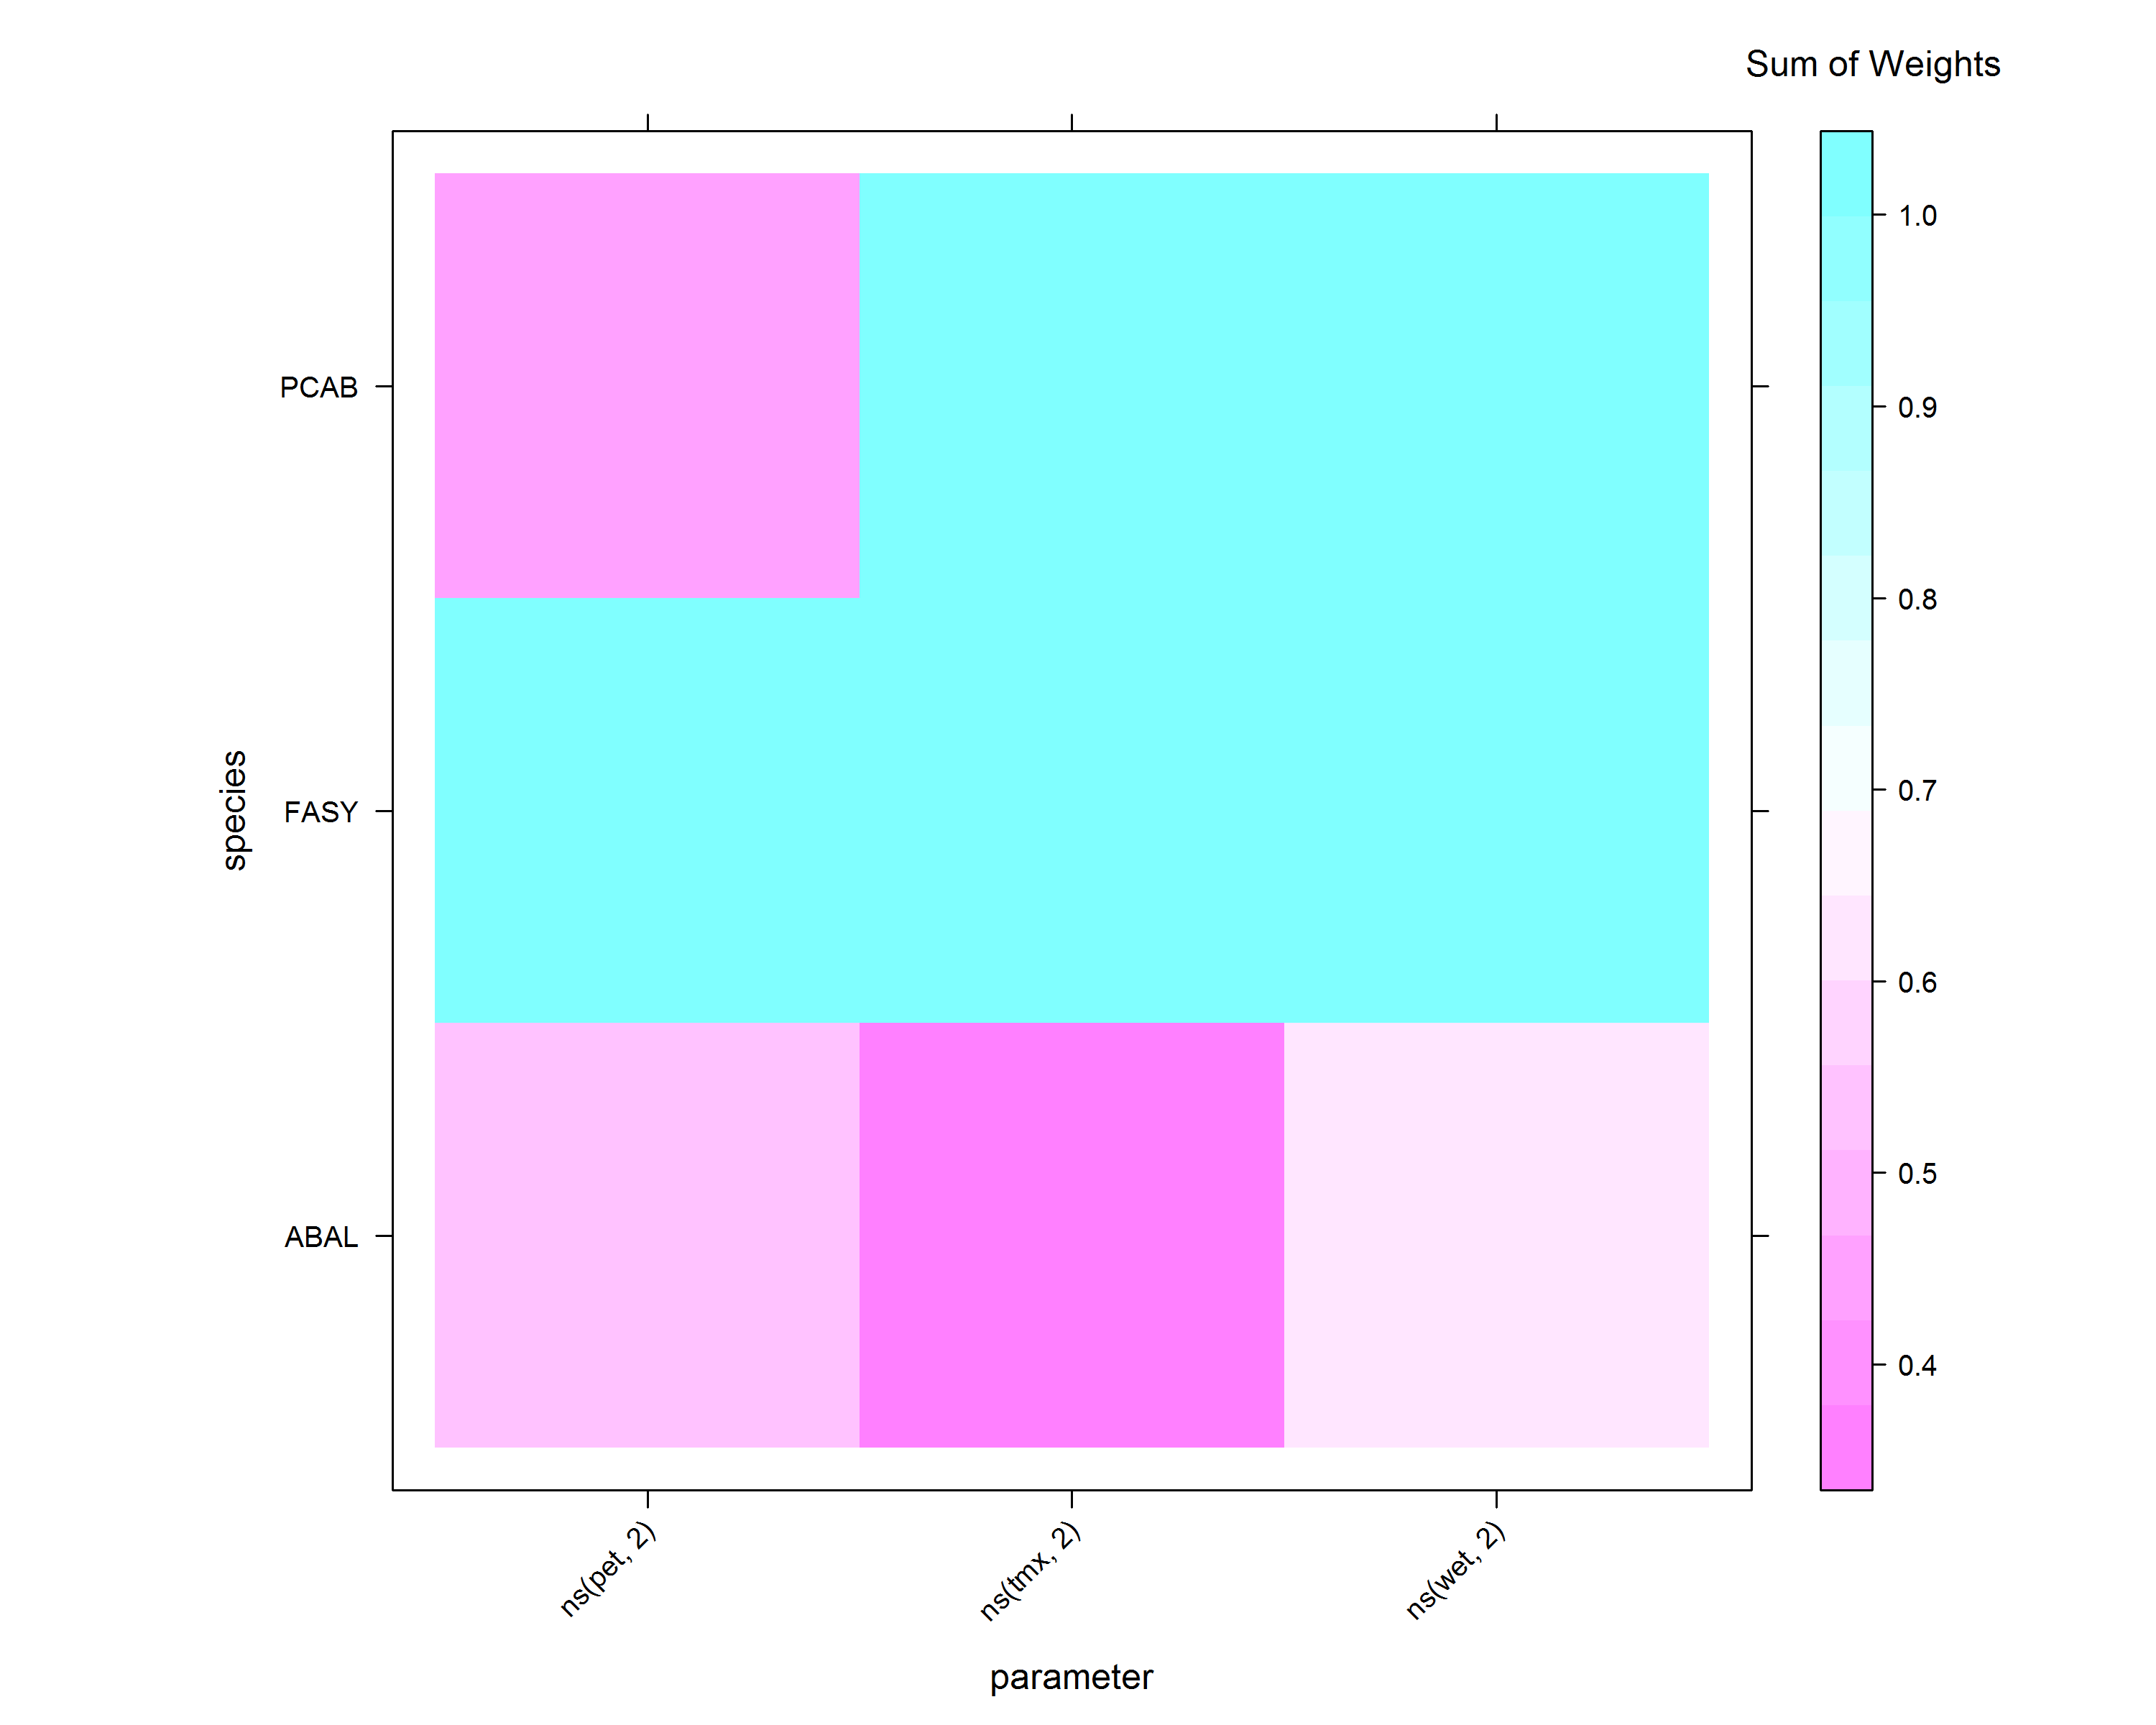 Sum of Weights
1.0
0.9
0.8
0.7
0.6
0.5
0.4
PCAB
FASY
ABAL
species
ns(pet, 2)
ns(tmx, 2)
ns(wet, 2)
parameter